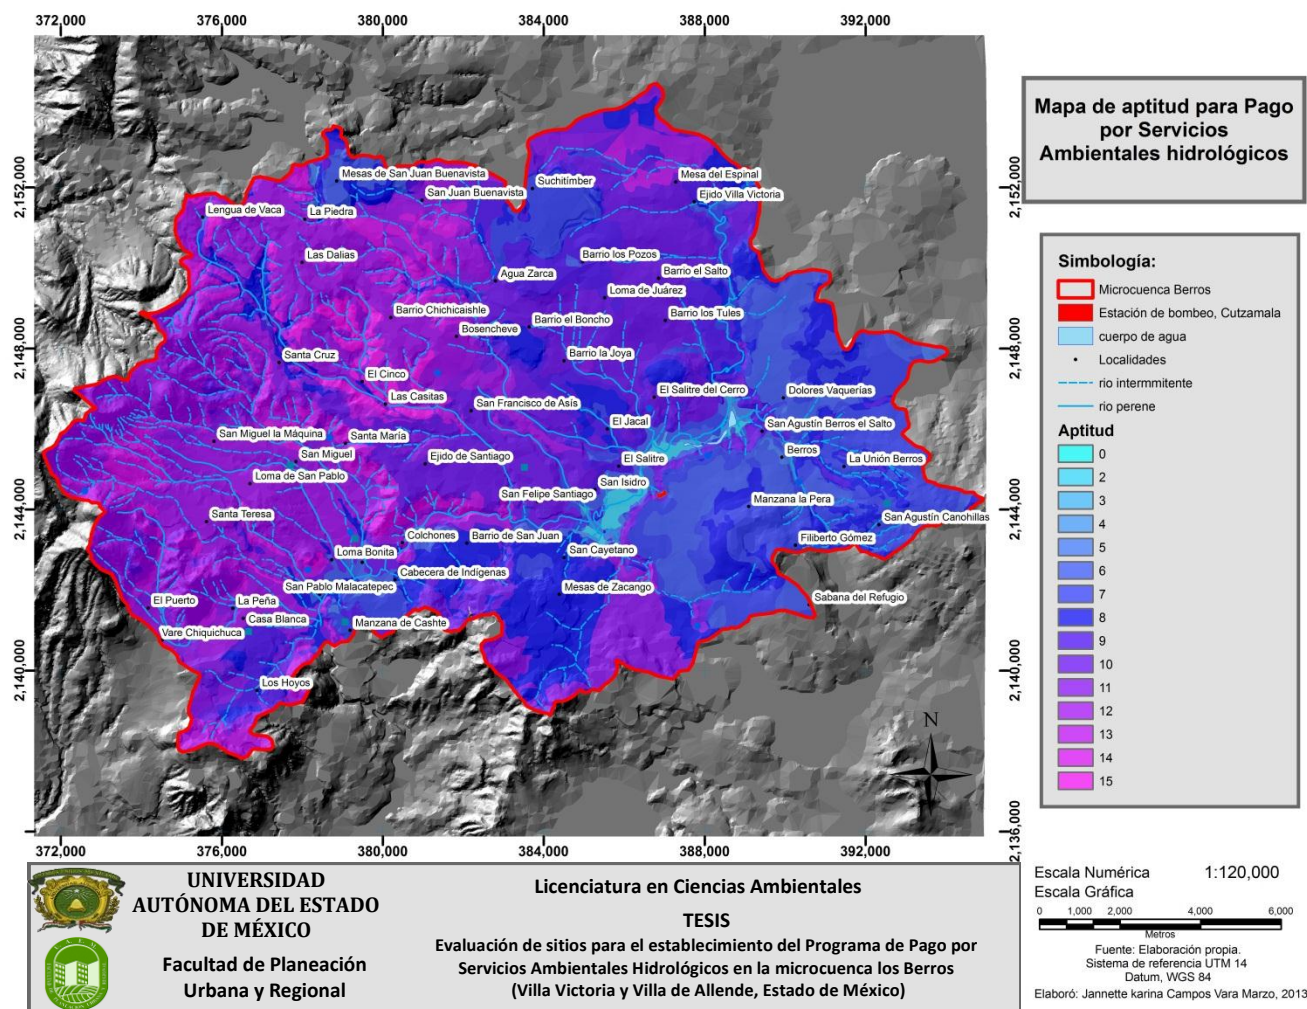 372,000
376,000
380,000
384,000
388,000
392,000
2,152,000
2,148,000
2,144,000
2,140,000
2,152,000
2,148,000
2,144,000
2,140,000
2,136,000
Mesas de San Juan Buenavista
San Juan Buenavista
Suchitímber
Mesa del Espinal
Ejido Villa Victoria
Lengua de Vaca
La Piedra
Las Dalias
Agua Zarca
Barrio los Pozos
Barrio el Salto
Loma de Juárez
Barrio Chichicaishle
Bosencheve
Barrio el Boncho
Barrio los Tules
Santa Cruz
Barrio la Joya
El Cinco
Las Casitas
San Francisco de Asís
El Salitre del Cerro
Dolores Vaquerías
El Jacal
San Agustín Berros el Salto
San Miguel la Máquina
Santa María
San Miguel
Ejido de Santiago
El Salitre
Berros
La Unión Berros
Loma de San Pablo
San Isidro
San Felipe Santiago
Manzana la Pera
Santa Teresa
San Agustín Canohillas
Colchones
Barrio de San Juan
Filiberto Gómez
Loma Bonita
San Cayetano
Cabecera de Indígenas
San Pablo Malacatepec
Mesas de Zacango
El Puerto
La Peña
Casa Blanca
Sabana del Refugio
Vare Chiquichuca
Manzana de Cashte
Los Hoyos
N
372,000
376,000
380,000
384,000
388,000
392,000
Mapa de aptitud para Pago
por Servicios
Ambientales hidrológicos
Simbología:
Microcuenca Berros
Estación de bombeo, Cutzamala
cuerpo de agua
Localidades
rio intermmitente
rio perene
Aptitud
0
2
3
4
5
6
7
8
9
10
11
12
13
14
15
UNIVERSIDAD
AUTÓNOMA DEL ESTADO
DE MÉXICO
Facultad de Planeación
Urbana y Regional
Licenciatura en Ciencias Ambientales
TESIS
Evaluación de sitios para el establecimiento del Programa de Pago por
Servicios Ambientales Hidrológicos en la microcuenca los Berros
(Villa Victoria y Villa de Allende, Estado de México)
Escala Numérica 1:120,000
Escala Gráfica
0 1,000 2,000 4,000 6,000
Metros
Fuente: Elaboración propia.
Sistema de referencia UTM 14
Datum, WGS 84
Elaboró: Jannette karina Campos Vara Marzo, 2013